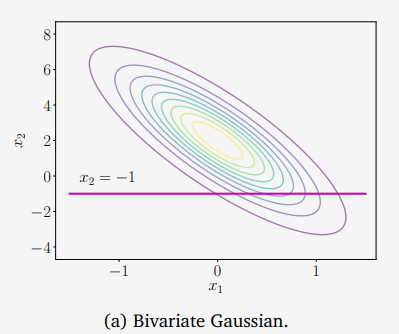 8
6
4
2
0
−2
−4
x₂
x₂ = −1
−1 0 1
x₁
(a) Bivariate Gaussian.